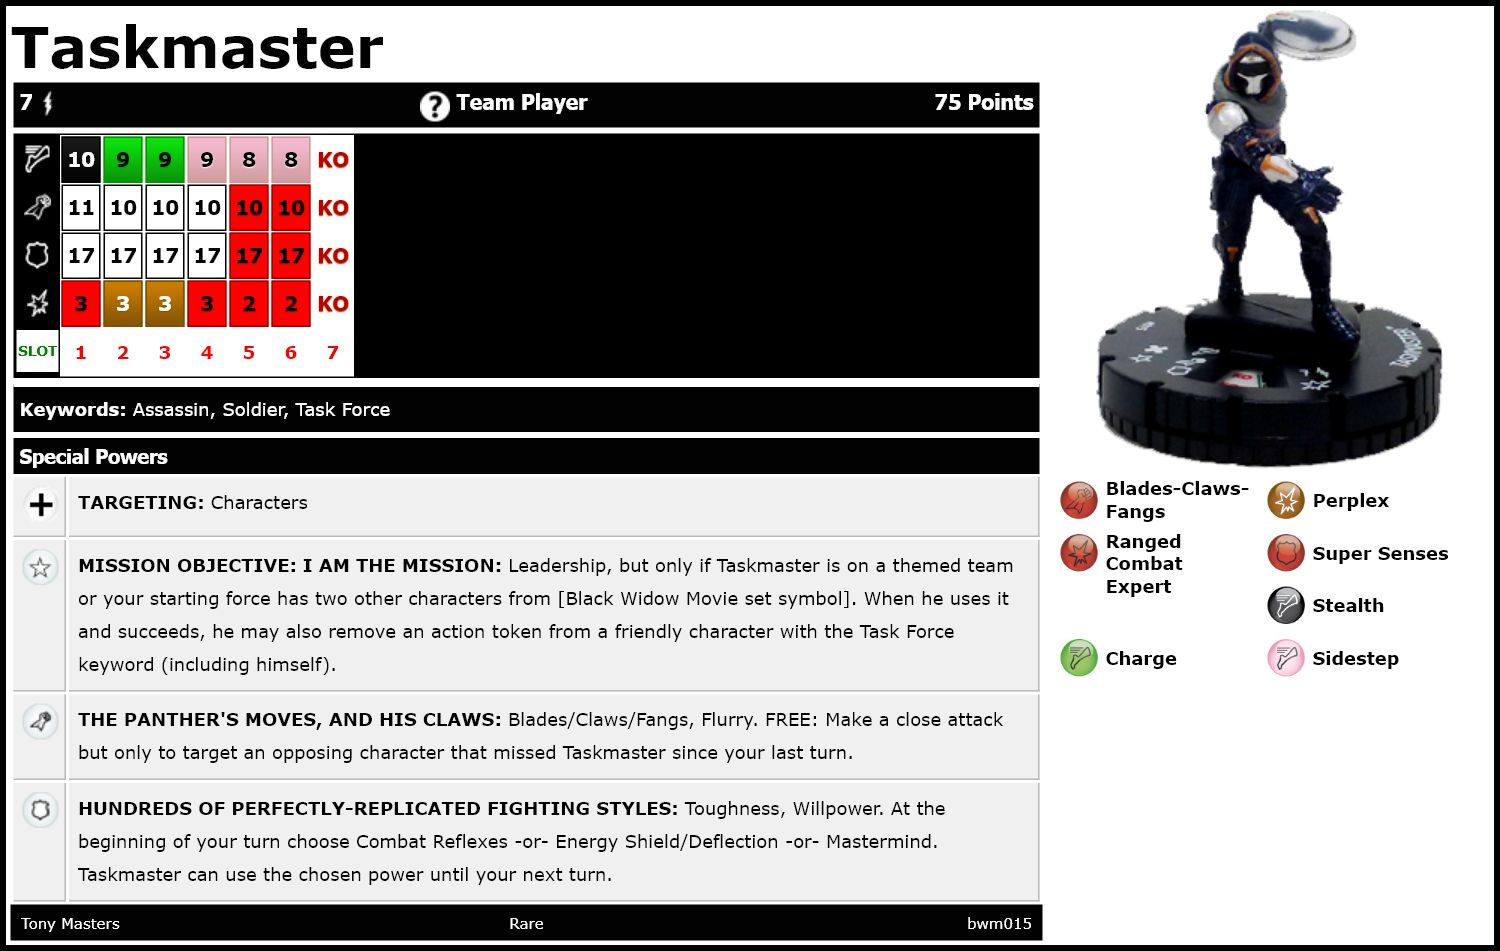 Taskmaster
7 ? Team Player 75 Points
10 9 9 9 8 8 KO
11 10 10 10 10 10 KO
17 17 17 17 17 17 KO
3 3 3 3 2 2 KO
SLOT 1 2 3 4 5 6 7
Keywords: Assassin, Soldier, Task Force
Special Powers
TARGETING: Characters
MISSION OBJECTIVE: I AM THE MISSION: Leadership, but only if Taskmaster is on a themed team
or your starting force has two other characters from [Black Widow Movie set symbol]. When he uses it
and succeeds, he may also remove an action token from a friendly character with the Task Force
keyword (including himself).
THE PANTHER'S MOVES, AND HIS CLAWS: Blades/Claws/Fangs, Flurry. FREE: Make a close attack
but only to target an opposing character that missed Taskmaster since your last turn.
HUNDREDS OF PERFECTLY-REPLICATED FIGHTING STYLES: Toughness, Willpower. At the
beginning of your turn choose Combat Reflexes -or- Energy Shield/Deflection -or- Mastermind.
Taskmaster can use the chosen power until your next turn.
Tony Masters Rare bwm015
TASKMASTER
KO
Blades-Claws-
Fangs
Perplex
Ranged
Combat
Expert
Super Senses
Stealth
Charge
Sidestep